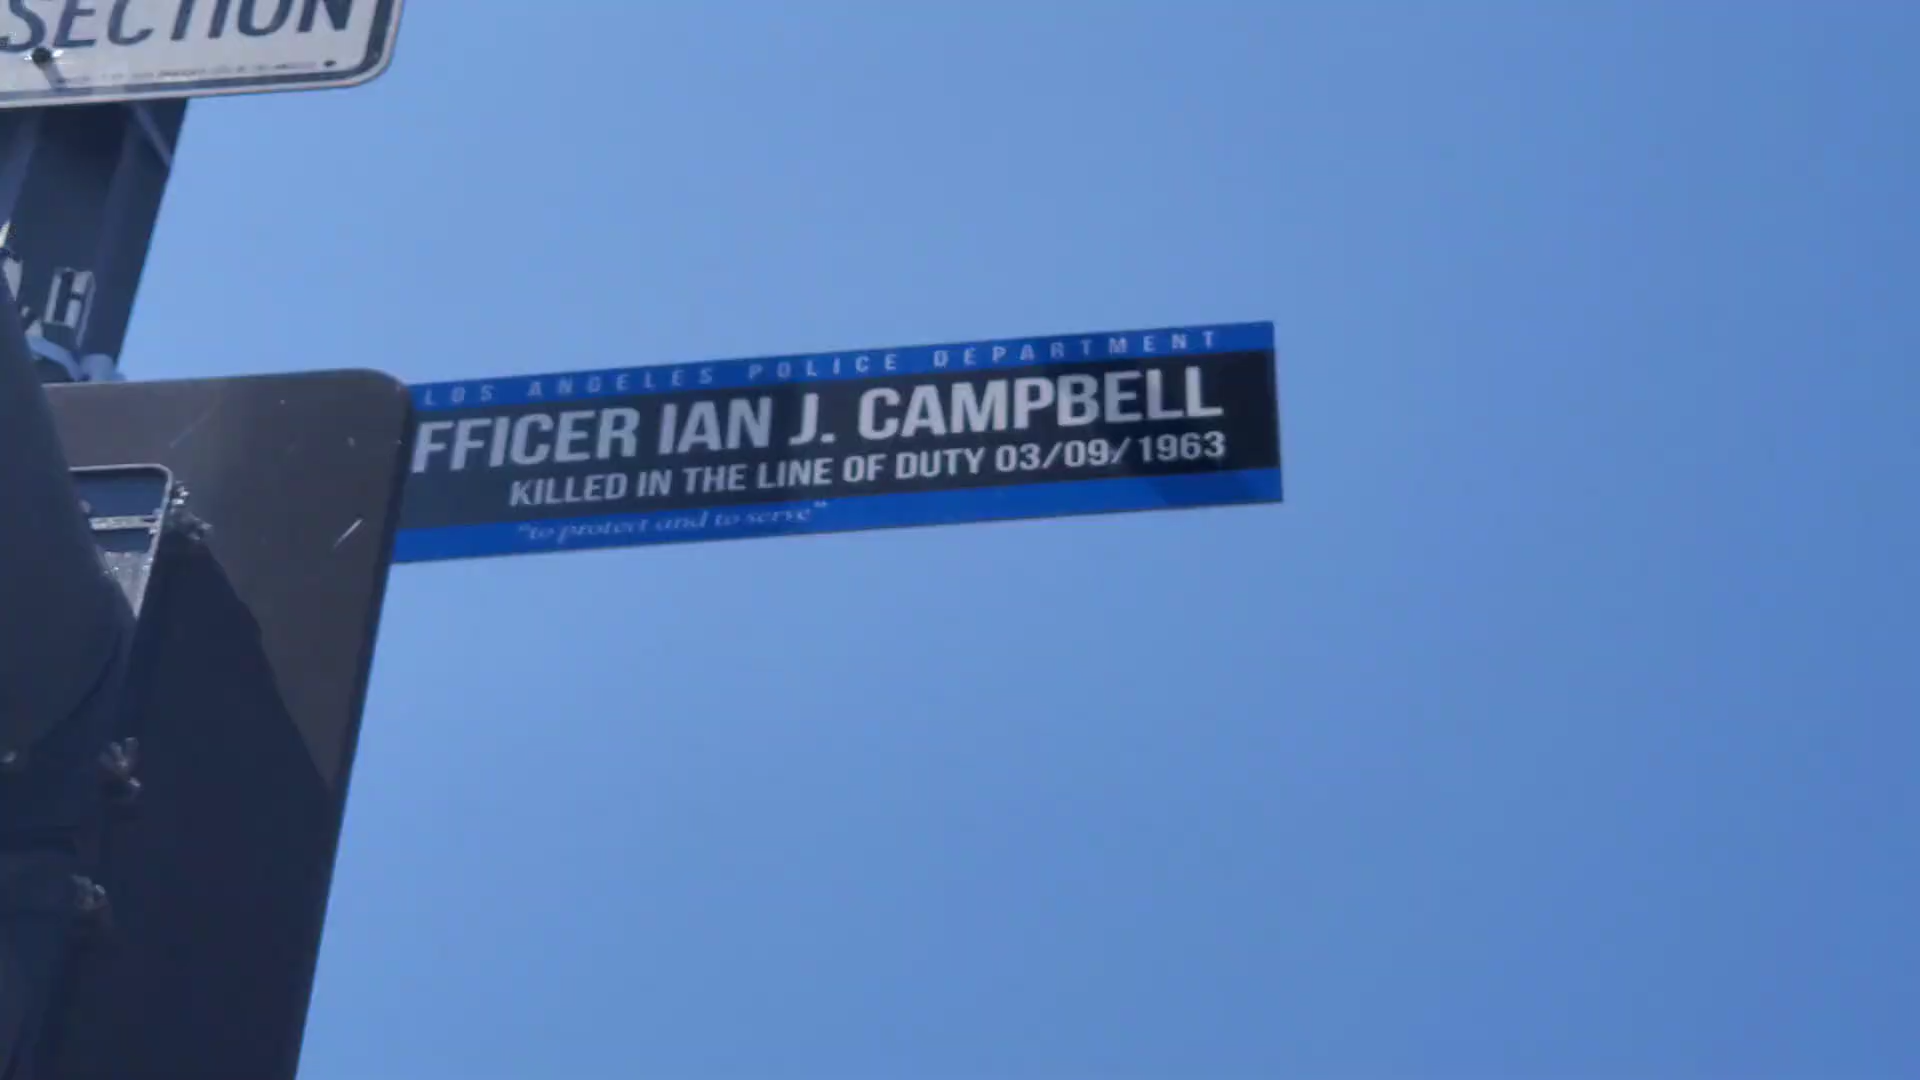 SECTION
H
LOS ANGELES POLICE DEPARTMENT
FFICER IAN J. CAMPBELL
KILLED IN THE LINE OF DUTY 03/09/1963
"to protect and to serve"